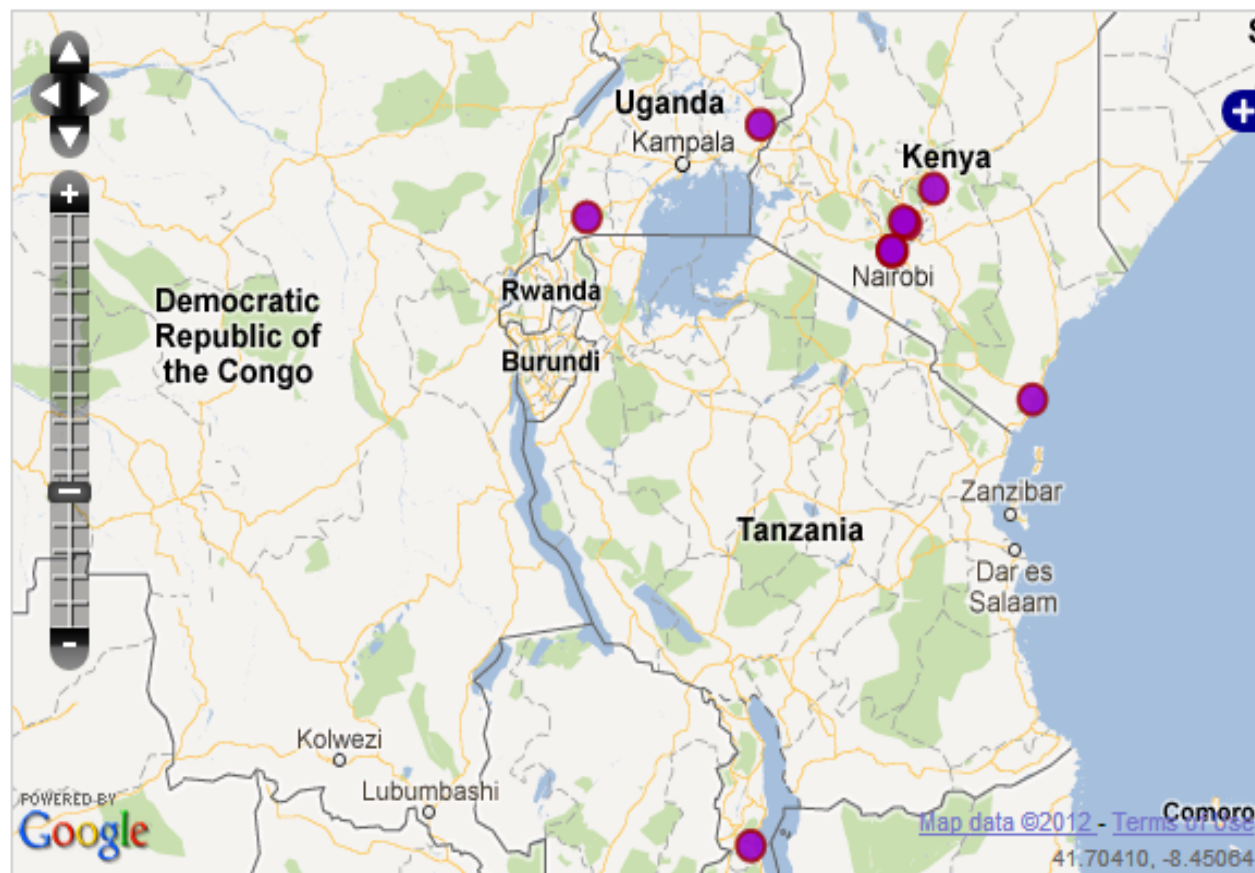 S
Uganda
Kampala
Kenya
Nairobi
Rwanda
Burundi
Democratic
Republic of
the Congo
Zanzibar
Tanzania
Dar es
Salaam
Kolwezi
Lubumbashi
POWERED BY
Google
Comoro
Map data ©2012 - Terms of Use
41.70410, -8.45064